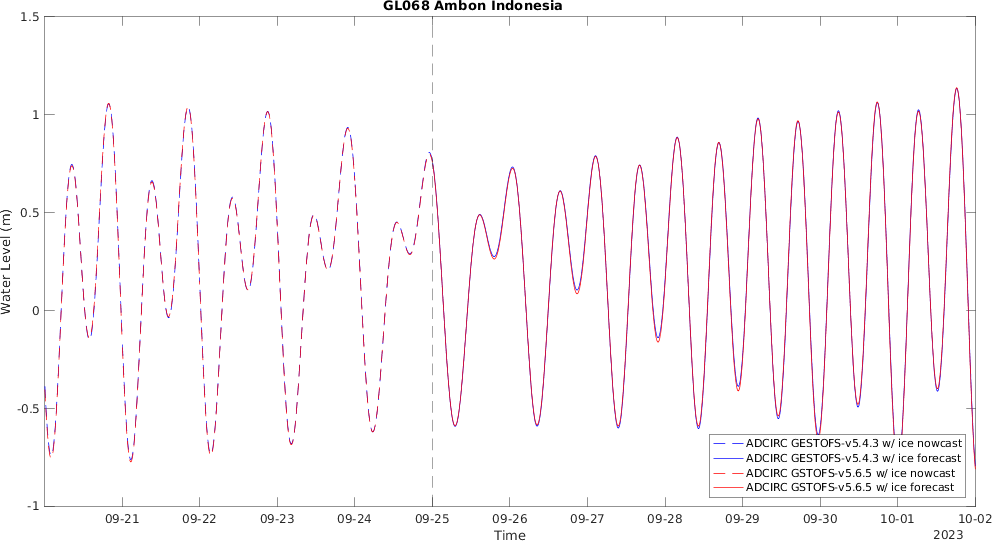 GL068 Ambon Indonesia
Water Level (m)
1.5
1
0.5
0
-0.5
-1
09-21
09-22
09-23
09-24
09-25
09-26
09-27
09-28
09-29
09-30
10-01
10-02
2023
Time
ADCIRC GESTOFS-v5.4.3 w/ ice nowcast
ADCIRC GESTOFS-v5.4.3 w/ ice forecast
ADCIRC GSTOFS-v5.6.5 w/ ice nowcast
ADCIRC GSTOFS-v5.6.5 w/ ice forecast